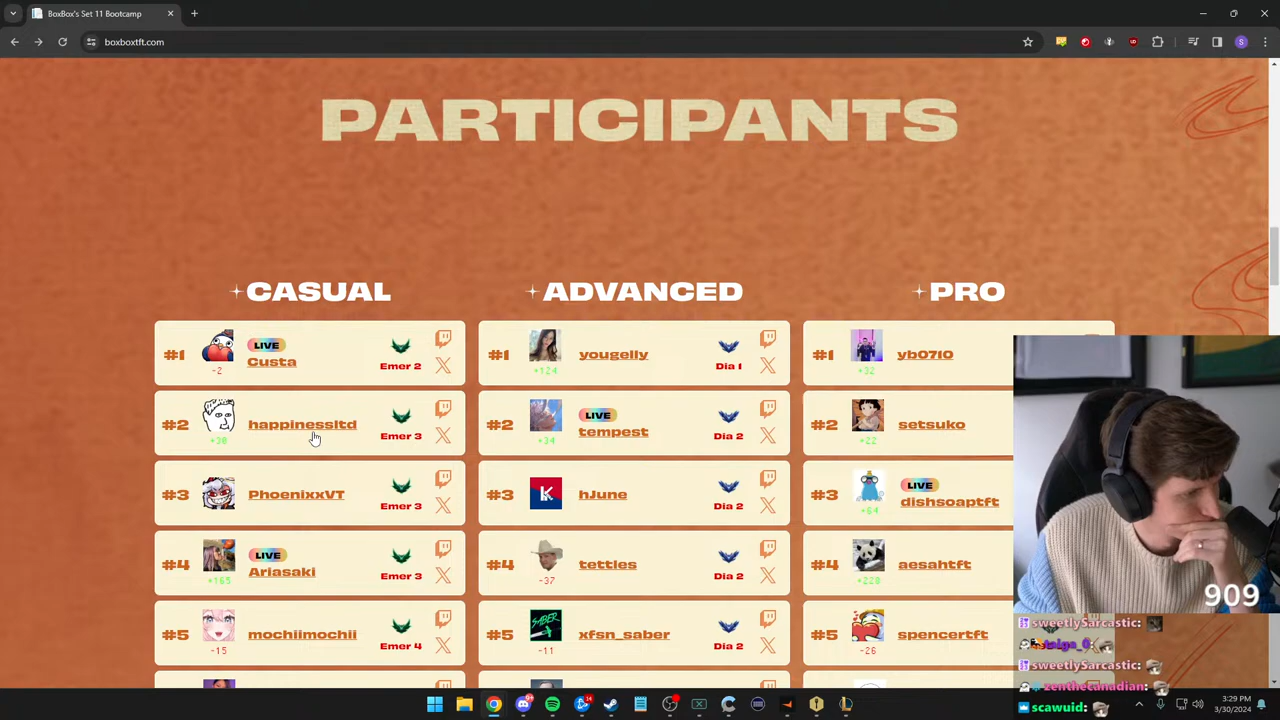 BoxBox's Set 11 Bootcamp
boxboxtft.com
PARTICIPANTS
CASUAL
#1
LIVE
Custa
-2
Emer 2
#2
happinessltd
+30
Emer 3
#3
PhoenixxVT
Emer 3
#4
LIVE
Ariasaki
+165
Emer 3
#5
mochiimochii
-15
Emer 4
ADVANCED
#1
yougelly
+124
Dia 1
#2
LIVE
tempest
+34
Dia 2
#3
hJune
Dia 2
#4
tettles
-37
Dia 2
#5
SABER
xfsn_saber
-11
Dia 2
PRO
#1
yb0710
+32
#2
setsuko
+22
#3
LIVE
dishsoaptft
+64
#4
aesahtft
+220
#5
spencertft
-26
909
sweetlySarcastic:
taiga_0
sweetlySarcastic:
zenthecanadian:
scawuid:
3:29 PM
3/30/2024